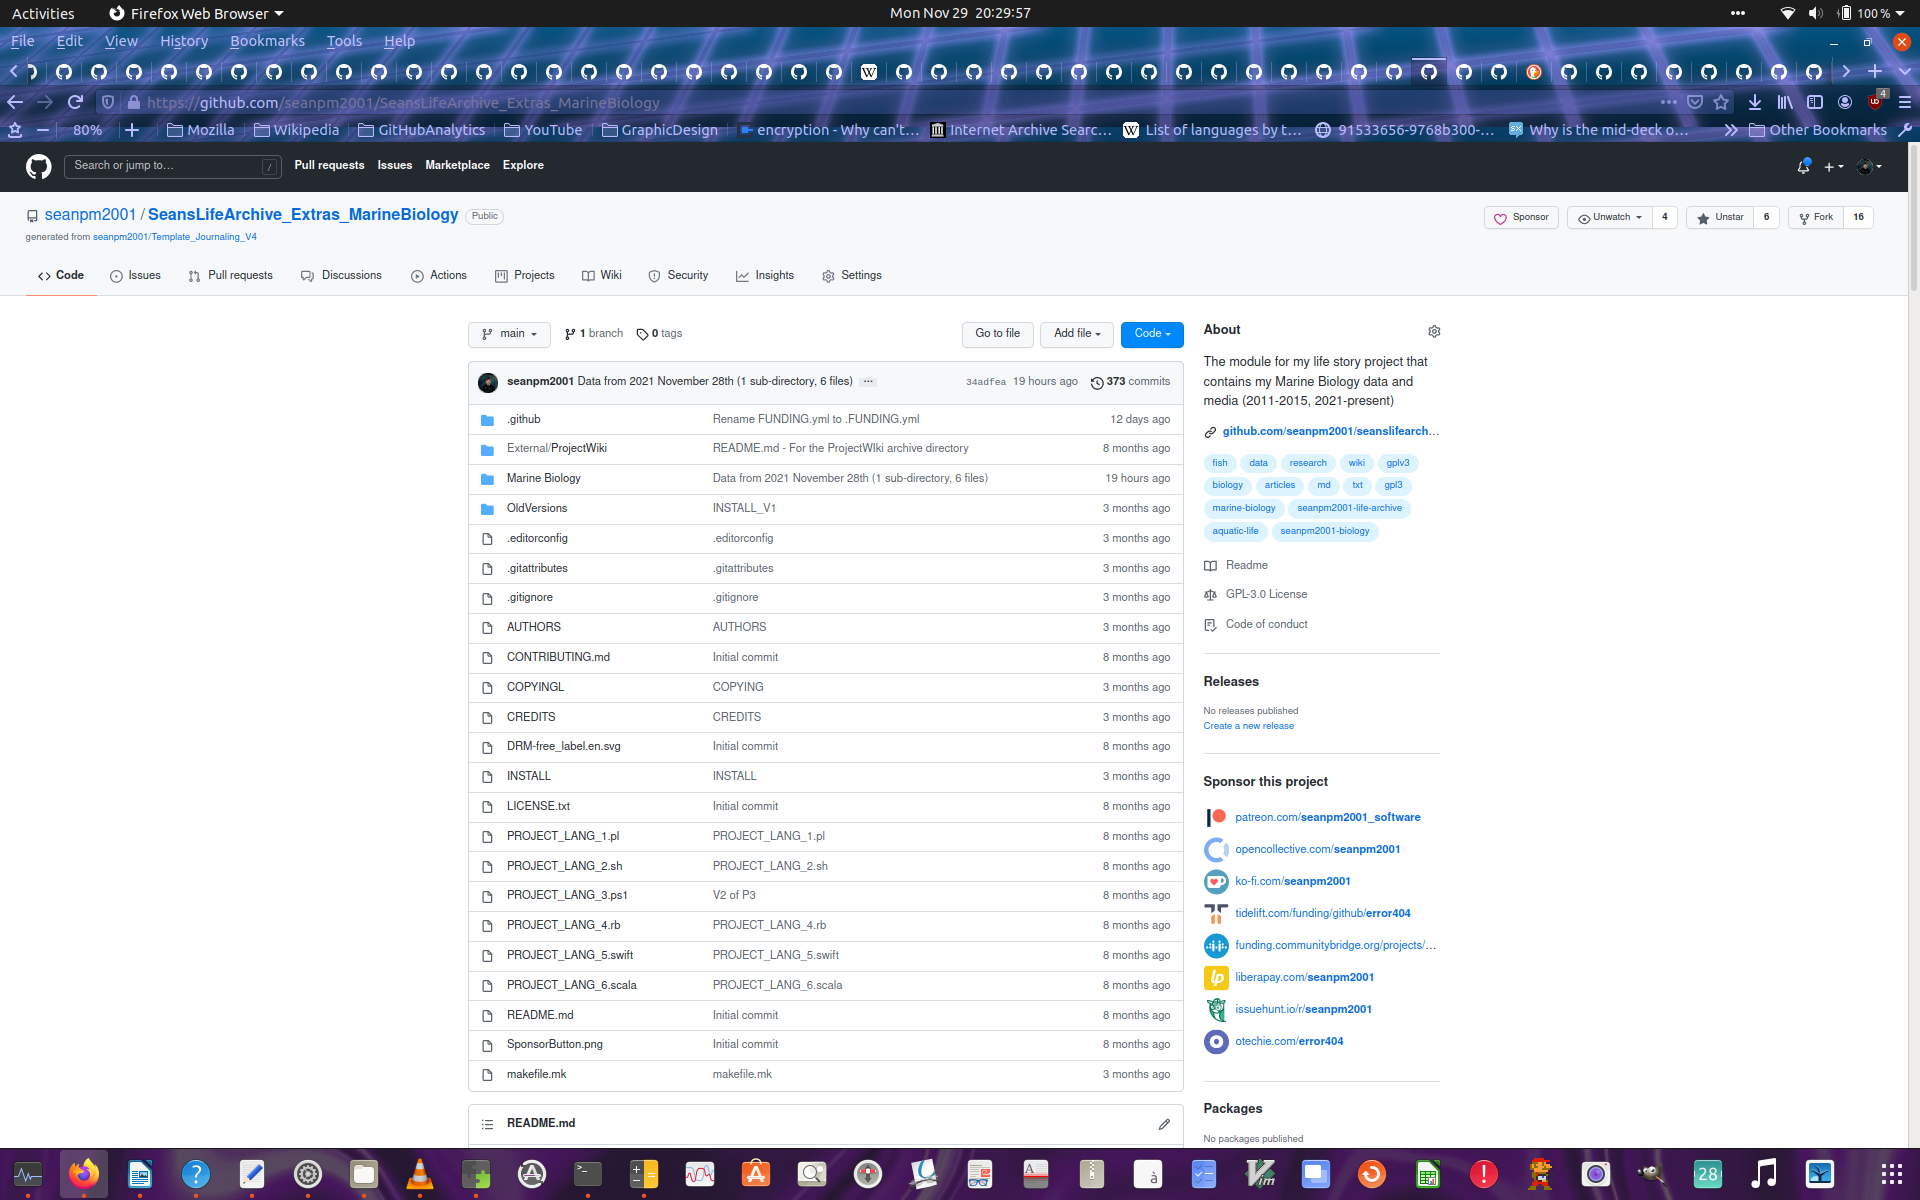 Activities Firefox Web Browser Mon Nov 29 20:29:57 100 %
File Edit View History Bookmarks Tools Help
https://github.com/seanpm2001/SeansLifeArchive_Extras_MarineBiology 4
80% Mozilla Wikipedia GitHubAnalytics YouTube GraphicDesign encryption - Why can't… Internet Archive Searc… List of languages by t… 91533656-9768b300-… Why is the mid-deck o… Other Bookmarks
Search or jump to… / Pull requests Issues Marketplace Explore
seanpm2001 / SeansLifeArchive_Extras_MarineBiology Public Sponsor Unwatch 4 Unstar 6 Fork 16
generated from seanpm2001/Template_Journaling_V4
Code Issues Pull requests Discussions Actions Projects Wiki Security Insights Settings
main 1 branch 0 tags Go to file Add file Code
seanpm2001 Data from 2021 November 28th (1 sub-directory, 6 files) ... 34adfea 19 hours ago 373 commits
.github Rename FUNDING.yml to .FUNDING.yml 12 days ago
External/ProjectWiki README.md - For the ProjectWIki archive directory 8 months ago
Marine Biology Data from 2021 November 28th (1 sub-directory, 6 files) 19 hours ago
OldVersions INSTALL_V1 3 months ago
.editorconfig .editorconfig 3 months ago
.gitattributes .gitattributes 3 months ago
.gitignore .gitignore 3 months ago
AUTHORS AUTHORS 3 months ago
CONTRIBUTING.md Initial commit 8 months ago
COPYINGL COPYING 3 months ago
CREDITS CREDITS 3 months ago
DRM-free_label.en.svg Initial commit 8 months ago
INSTALL INSTALL 3 months ago
LICENSE.txt Initial commit 8 months ago
PROJECT_LANG_1.pl PROJECT_LANG_1.pl 8 months ago
PROJECT_LANG_2.sh PROJECT_LANG_2.sh 8 months ago
PROJECT_LANG_3.ps1 V2 of P3 8 months ago
PROJECT_LANG_4.rb PROJECT_LANG_4.rb 8 months ago
PROJECT_LANG_5.swift PROJECT_LANG_5.swift 8 months ago
PROJECT_LANG_6.scala PROJECT_LANG_6.scala 8 months ago
README.md Initial commit 8 months ago
SponsorButton.png Initial commit 8 months ago
makefile.mk makefile.mk 3 months ago
README.md
About
The module for my life story project that
contains my Marine Biology data and
media (2011-2015, 2021-present)
github.com/seanpm2001/seanslifearch…
fish data research wiki gplv3
biology articles md txt gpl3
marine-biology seanpm2001-life-archive
aquatic-life seanpm2001-biology
Readme
GPL-3.0 License
Code of conduct
Releases
No releases published
Create a new release
Sponsor this project
patreon.com/seanpm2001_software
opencollective.com/seanpm2001
ko-fi.com/seanpm2001
tidelift.com/funding/github/error404
funding.communitybridge.org/projects/…
liberapay.com/seanpm2001
issuehunt.io/r/seanpm2001
otechie.com/error404
Packages
No packages published
28